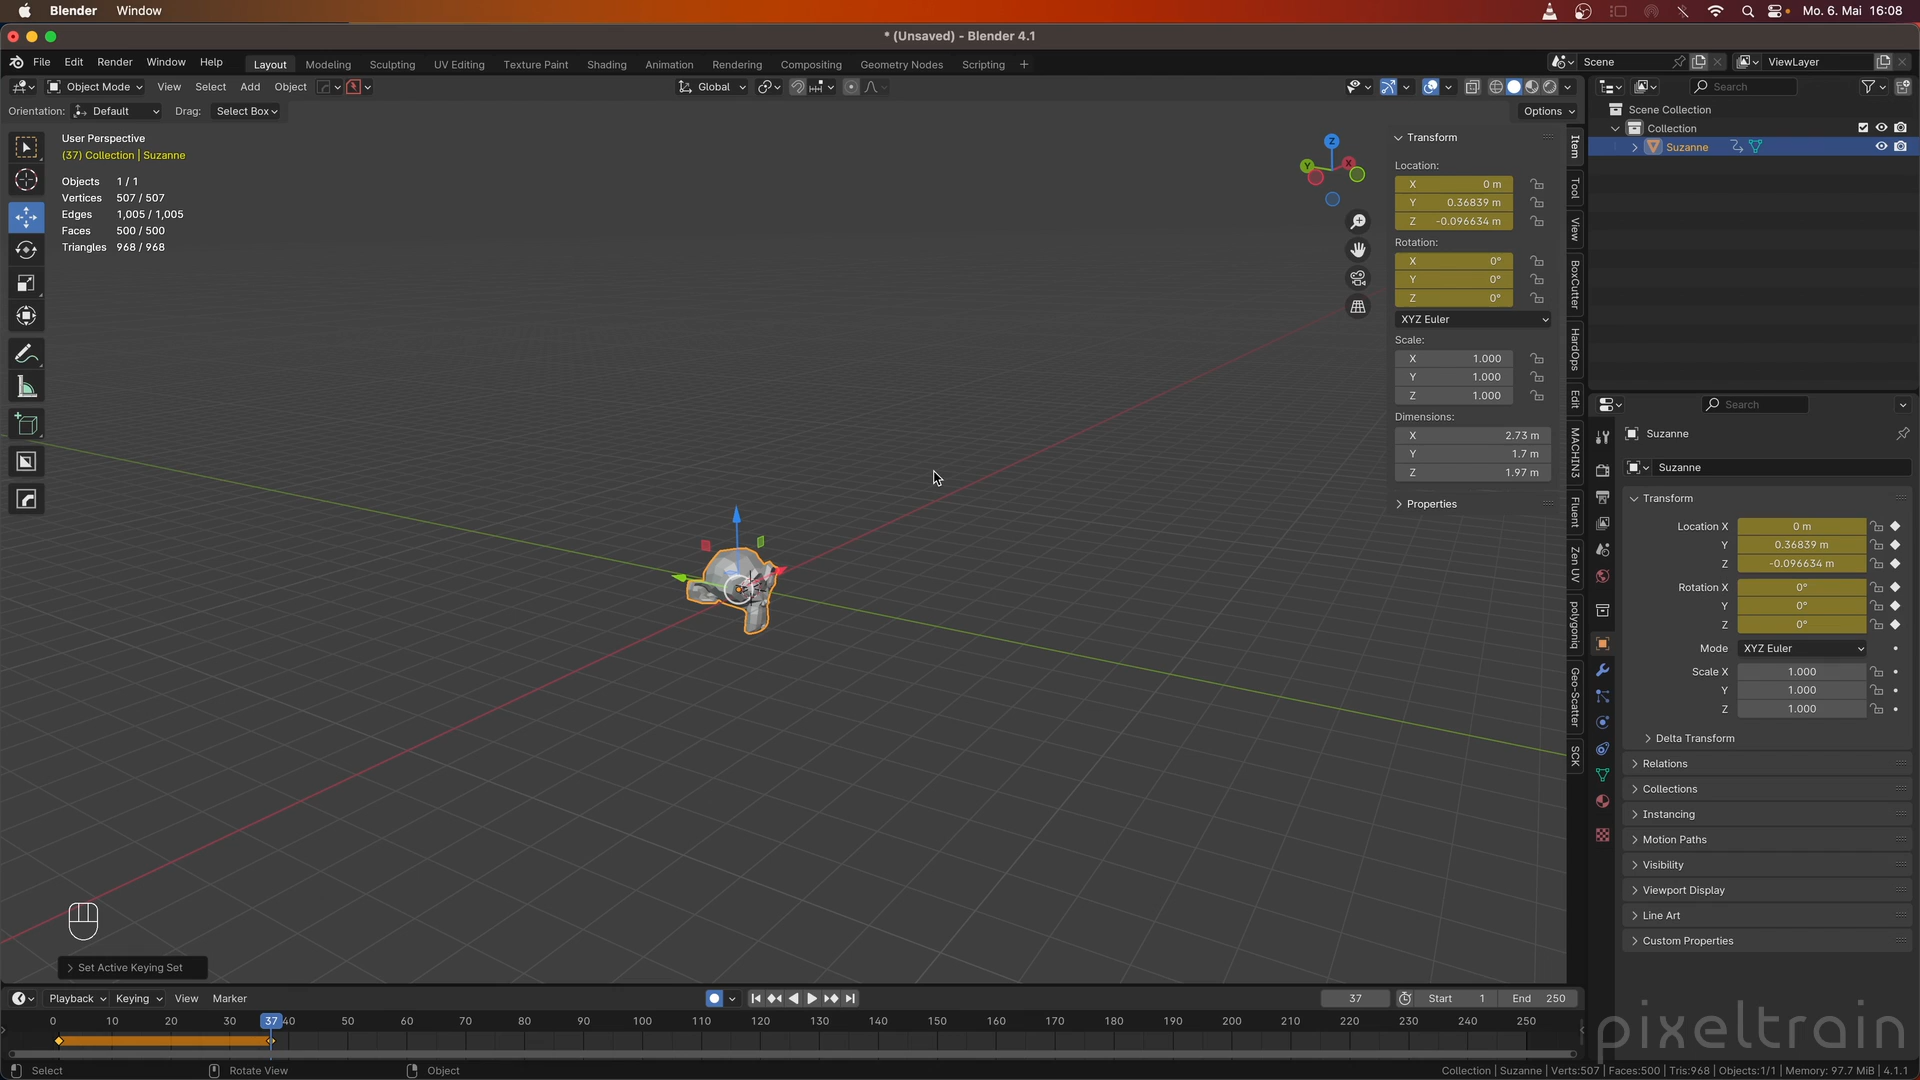 Blender Window Mo. 6. Mai 16:08
* (Unsaved) - Blender 4.1
File Edit Render Window Help Layout Modeling Sculpting UV Editing Texture Paint Shading Animation Rendering Compositing Geometry Nodes Scripting + Scene ViewLayer
Object Mode View Select Add Object Global Search
Orientation: Default Drag: Select Box Options
Scene Collection
Collection
Suzanne
User Perspective
(37) Collection | Suzanne
Objects 1 / 1
Vertices 507 / 507
Edges 1,005 / 1,005
Faces 500 / 500
Triangles 968 / 968
Z
Y
X
Transform
Location:
X 0 m
Y 0.36839 m
Z -0.096634 m
Rotation:
X 0°
Y 0°
Z 0°
XYZ Euler
Scale:
X 1.000
Y 1.000
Z 1.000
Dimensions:
X 2.73 m
Y 1.7 m
Z 1.97 m
Properties
Item
Tool
View
BoxCutter
HardOps
Edit
MACHIN3
Fluent
Zen UV
polygoniq
Geo-Scatter
SCK
Search
Suzanne
Suzanne
Transform
Location X 0 m
Y 0.36839 m
Z -0.096634 m
Rotation X 0°
Y 0°
Z 0°
Mode XYZ Euler
Scale X 1.000
Y 1.000
Z 1.000
Delta Transform
Relations
Collections
Instancing
Motion Paths
Visibility
Viewport Display
Line Art
Custom Properties
Set Active Keying Set
Playback Keying View Marker 37 Start 1 End 250
0 10 20 30 37 40 50 60 70 80 90 100 110 120 130 140 150 160 170 180 190 200 210 220 230 240 250
pixeltrain
Select Rotate View Object Collection | Suzanne | Verts:507 | Faces:500 | Tris:968 | Objects:1/1 | Memory: 97.7 MiB | 4.1.1